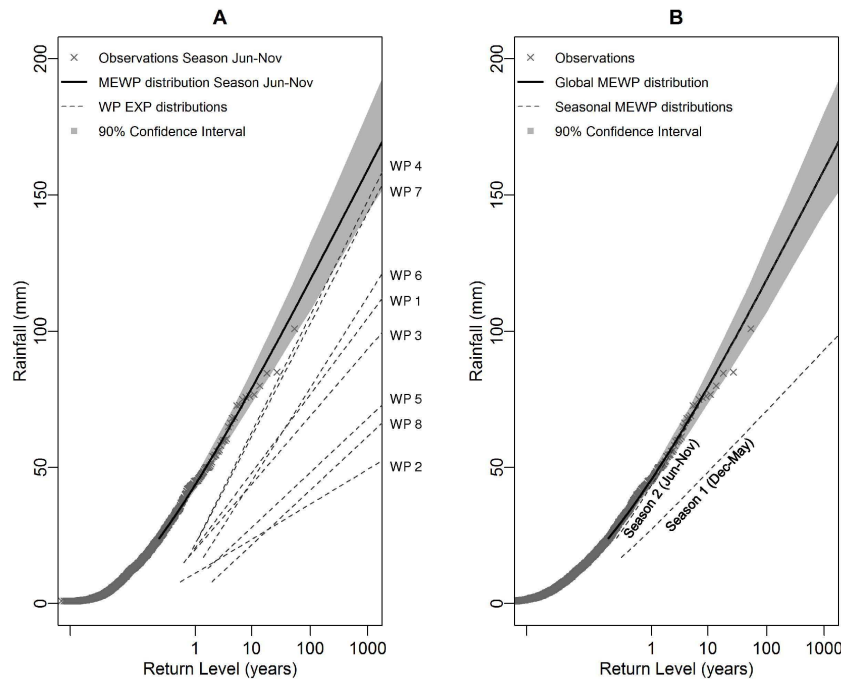 A
Observations Season Jun-Nov
MEWP distribution Season Jun-Nov
WP EXP distributions
90% Confidence Interval
200
150
100
50
0
Rainfall (mm)
WP 4
WP 7
WP 6
WP 1
WP 3
WP 5
WP 8
WP 2
1 10 100 1000
Return Level (years)
B
Observations
Global MEWP distribution
Seasonal MEWP distributions
90% Confidence Interval
200
150
100
50
0
Rainfall (mm)
Season 2 (Jun-Nov)
Season 1 (Dec-May)
1 10 100 1000
Return Level (years)